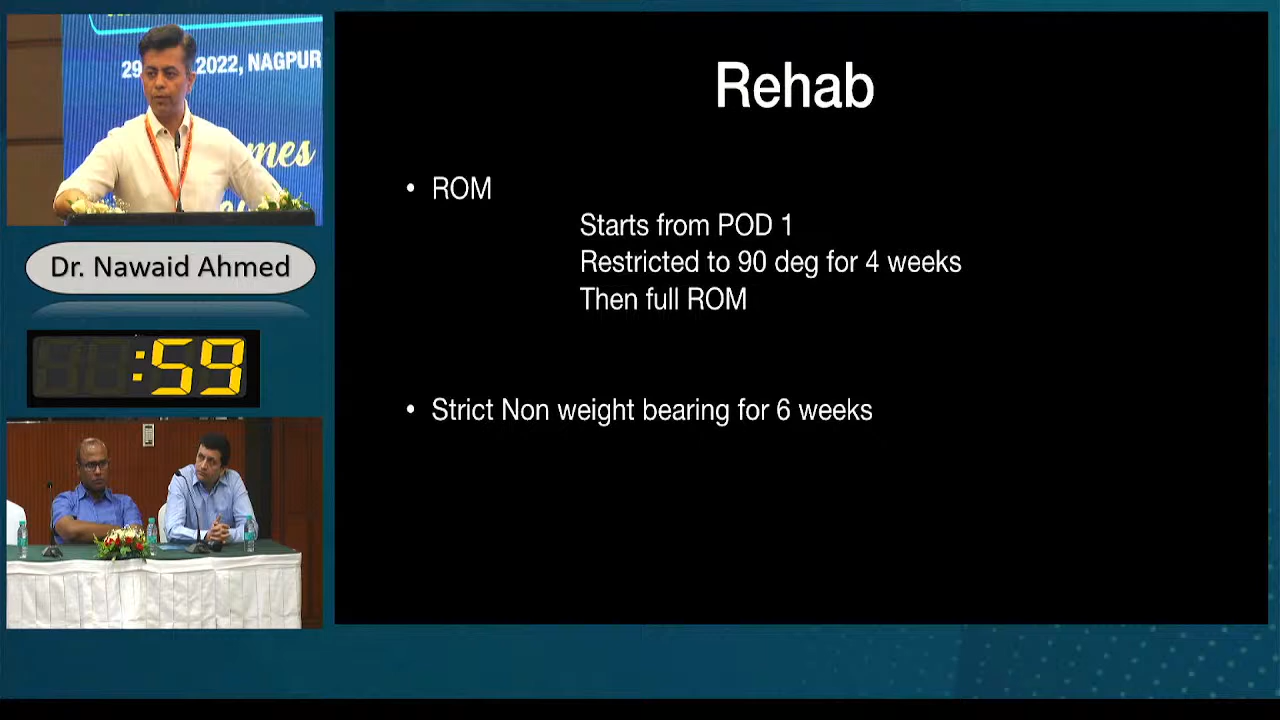 2022, NAGPUR
Dr. Nawaid Ahmed
:59
Rehab
• ROM
Starts from POD 1
Restricted to 90 deg for 4 weeks
Then full ROM
• Strict Non weight bearing for 6 weeks